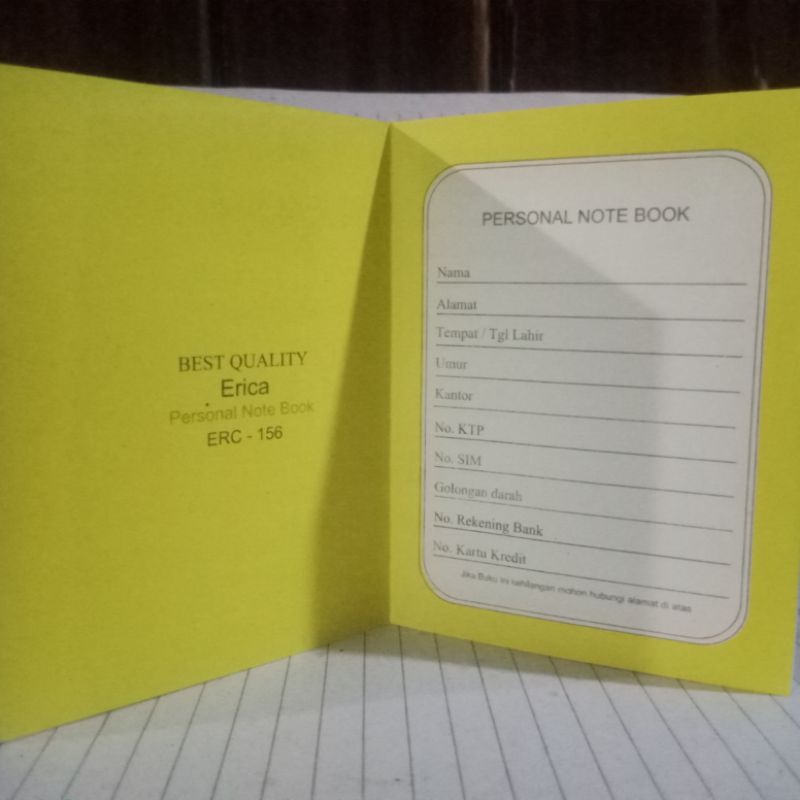 BEST QUALITY
Erica
Personal Note Book
ERC - 156
PERSONAL NOTE BOOK
Nama
Alamat
Tempat / Tgl Lahir
Umur
Kantor
No. KTP
No. SIM
Golongan darah
No. Rekening Bank
No. Kartu Kredit
Jika Buku ini kehilangan mohon hubungi alamat di atas